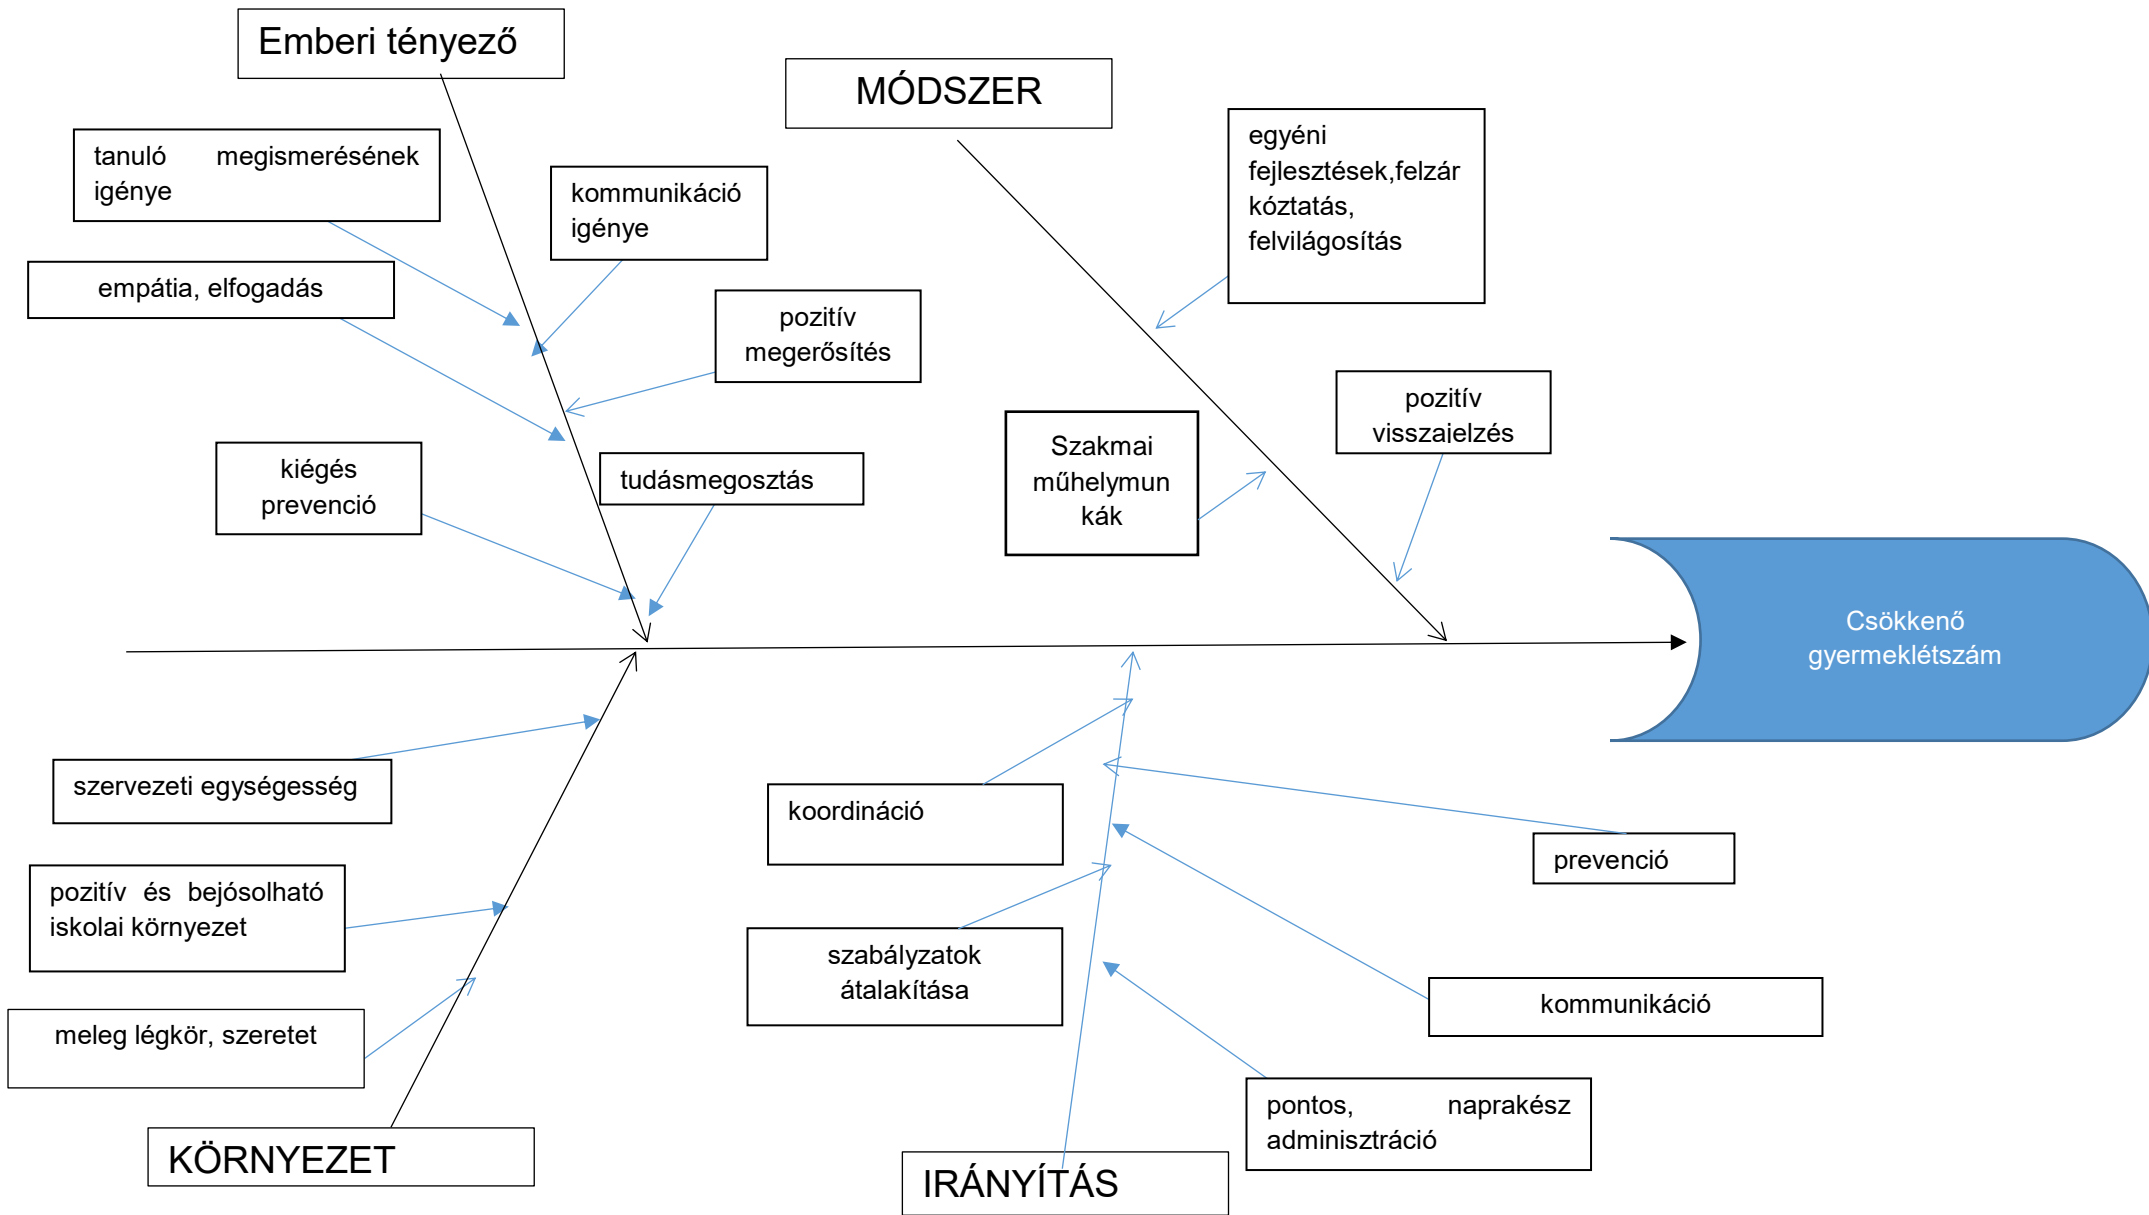 Emberi tényező
MÓDSZER
tanuló megismerésének
igénye
kommunikáció
igénye
egyéni
fejlesztések,felzár
kóztatás,
felvilágosítás
empátia, elfogadás
pozitív
megerősítés
pozitív
visszajelzés
Szakmai
műhelymun
kák
kiégés
prevenció
tudásmegosztás
Csökkenő
gyermeklétszám
szervezeti egységesség
koordináció
prevenció
pozitív és bejósolható
iskolai környezet
szabályzatok
átalakítása
kommunikáció
meleg légkör, szeretet
pontos, naprakész
adminisztráció
KÖRNYEZET
IRÁNYÍTÁS